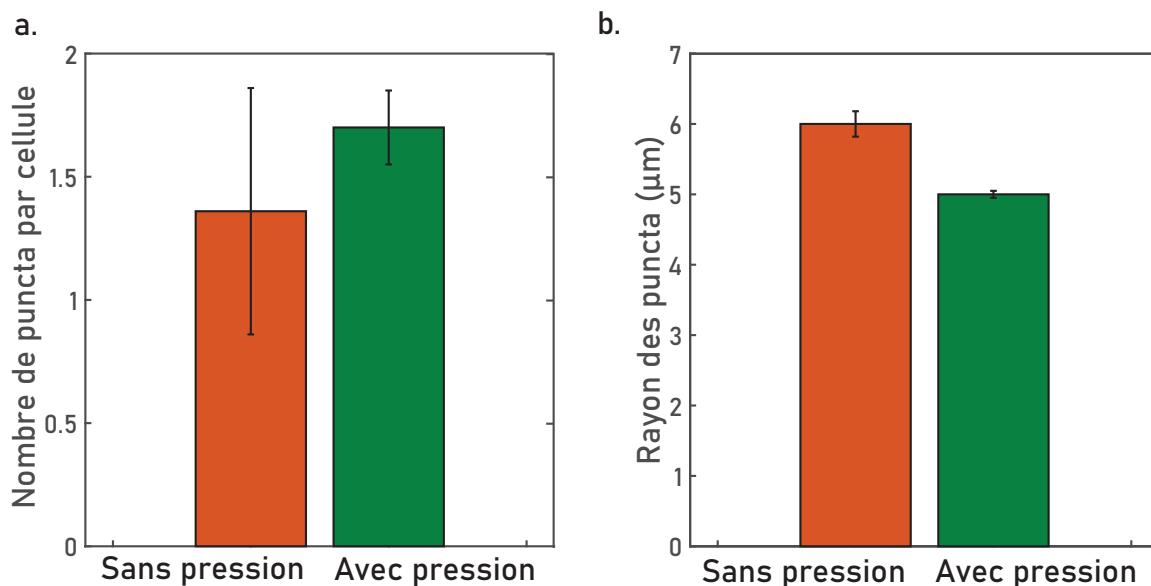 a.
Nombre de puncta par cellule
2
1.5
1
0.5
0
Sans pression
Avec pression
b.
Rayon des puncta (µm)
7
6
5
4
3
2
1
0
Sans pression
Avec pression